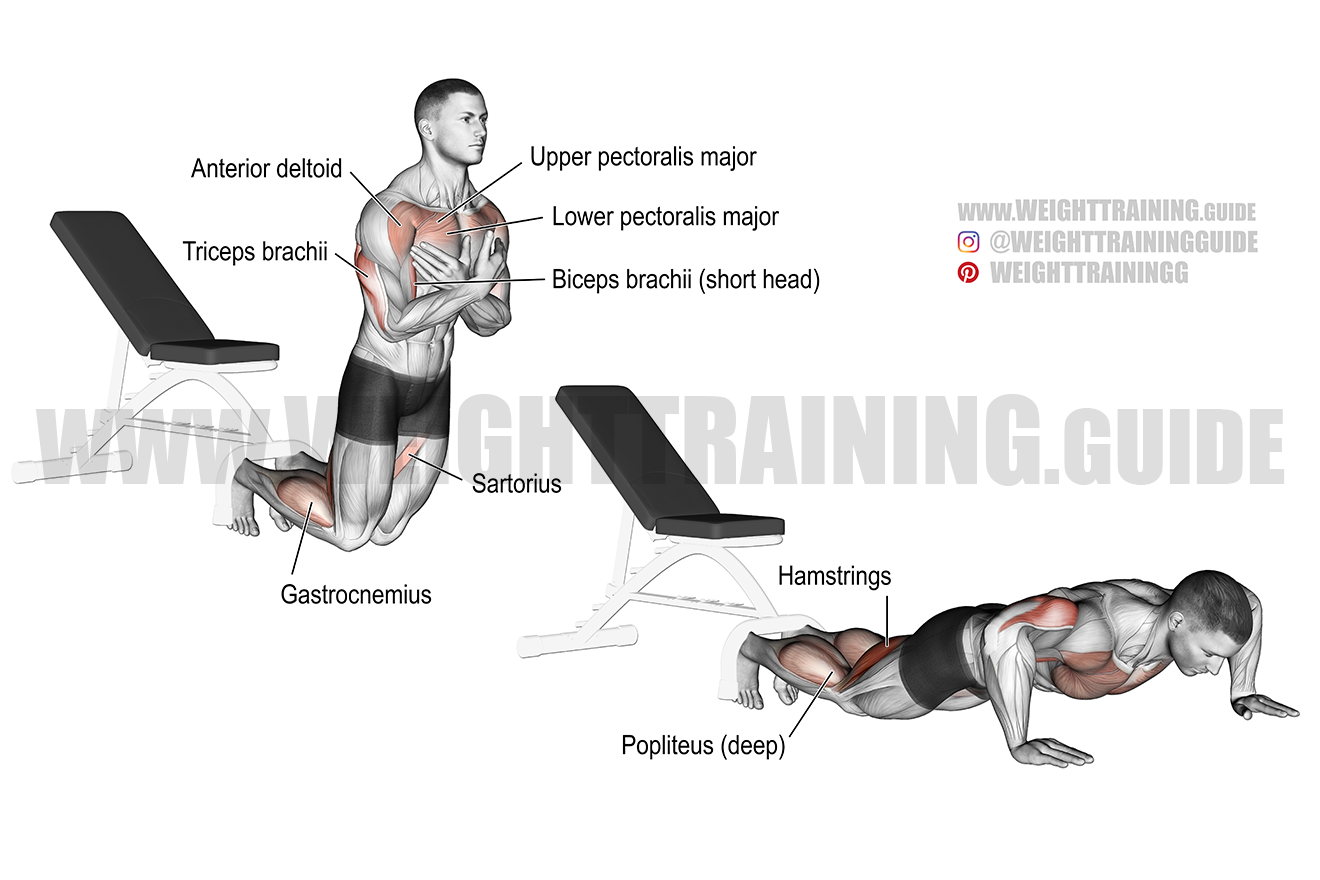 Anterior deltoid
Upper pectoralis major
Lower pectoralis major
Triceps brachii
Biceps brachii (short head)
WWW.WEIGHTTRAINING.GUIDE
@WEIGHTTRAININGGUIDE
WEIGHTTRAININGG
WWW.WEIGHTTRAINING.GUIDE
Sartorius
Gastrocnemius
Hamstrings
Popliteus (deep)